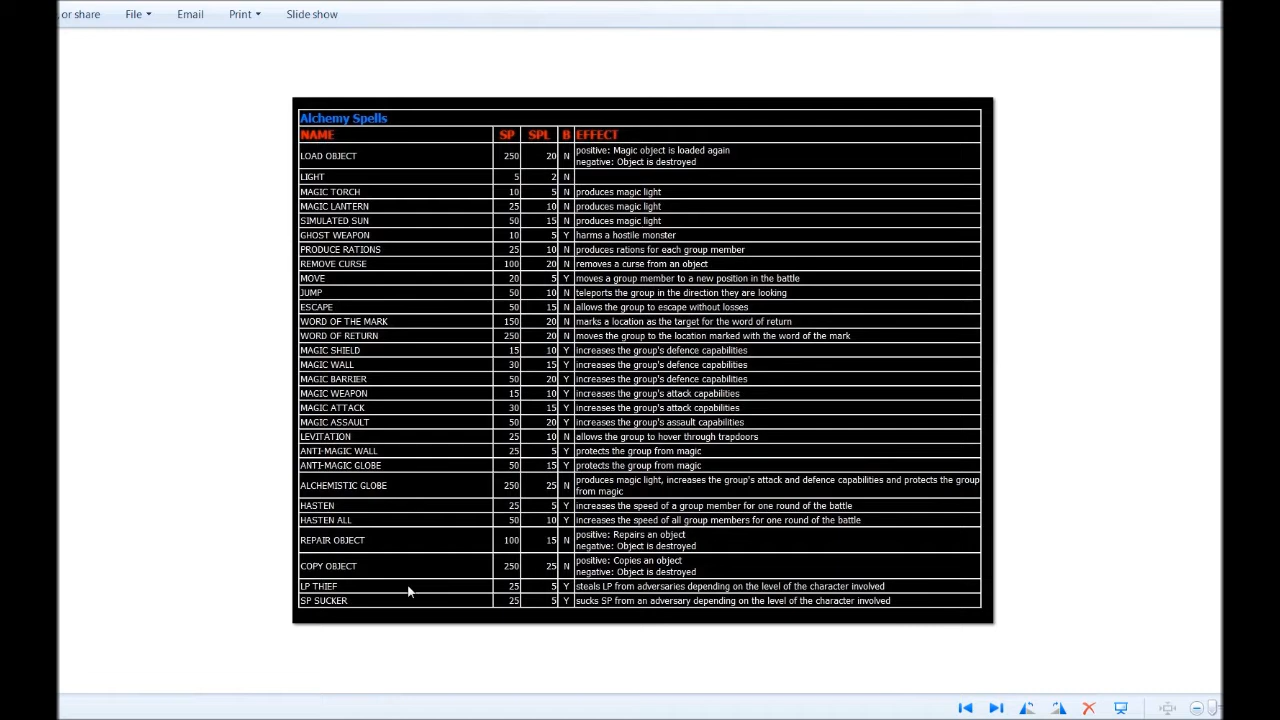 , or share File Email Print Slide show
Alchemy Spells
NAME SP SPL B EFFECT
LOAD OBJECT 250 20 N positive: Magic object is loaded again
negative: Object is destroyed
LIGHT 5 2 N
MAGIC TORCH 10 5 N produces magic light
MAGIC LANTERN 25 10 N produces magic light
SIMULATED SUN 50 15 N produces magic light
GHOST WEAPON 10 5 Y harms a hostile monster
PRODUCE RATIONS 25 10 N produces rations for each group member
REMOVE CURSE 100 20 N removes a curse from an object
MOVE 20 5 Y moves a group member to a new position in the battle
JUMP 50 10 N teleports the group in the direction they are looking
ESCAPE 50 15 N allows the group to escape without losses
WORD OF THE MARK 150 20 N marks a location as the target for the word of return
WORD OF RETURN 250 20 N moves the group to the location marked with the word of the mark
MAGIC SHIELD 15 10 Y increases the group's defence capabilities
MAGIC WALL 30 15 Y increases the group's defence capabilities
MAGIC BARRIER 50 20 Y increases the group's defence capabilities
MAGIC WEAPON 15 10 Y increases the group's attack capabilities
MAGIC ATTACK 30 15 Y increases the group's attack capabilities
MAGIC ASSAULT 50 20 Y increases the group's assault capabilities
LEVITATION 25 10 N allows the group to hover through trapdoors
ANTI-MAGIC WALL 25 5 Y protects the group from magic
ANTI-MAGIC GLOBE 50 15 Y protects the group from magic
ALCHEMISTIC GLOBE 250 25 N produces magic light, increases the group's attack and defence capabilities and protects the group
from magic
HASTEN 25 5 Y increases the speed of a group member for one round of the battle
HASTEN ALL 50 10 Y increases the speed of all group members for one round of the battle
REPAIR OBJECT 100 15 N positive: Repairs an object
negative: Object is destroyed
COPY OBJECT 250 25 N positive: Copies an object
negative: Object is destroyed
LP THIEF 25 5 Y steals LP from adversaries depending on the level of the character involved
SP SUCKER 25 5 Y sucks SP from an adversary depending on the level of the character involved